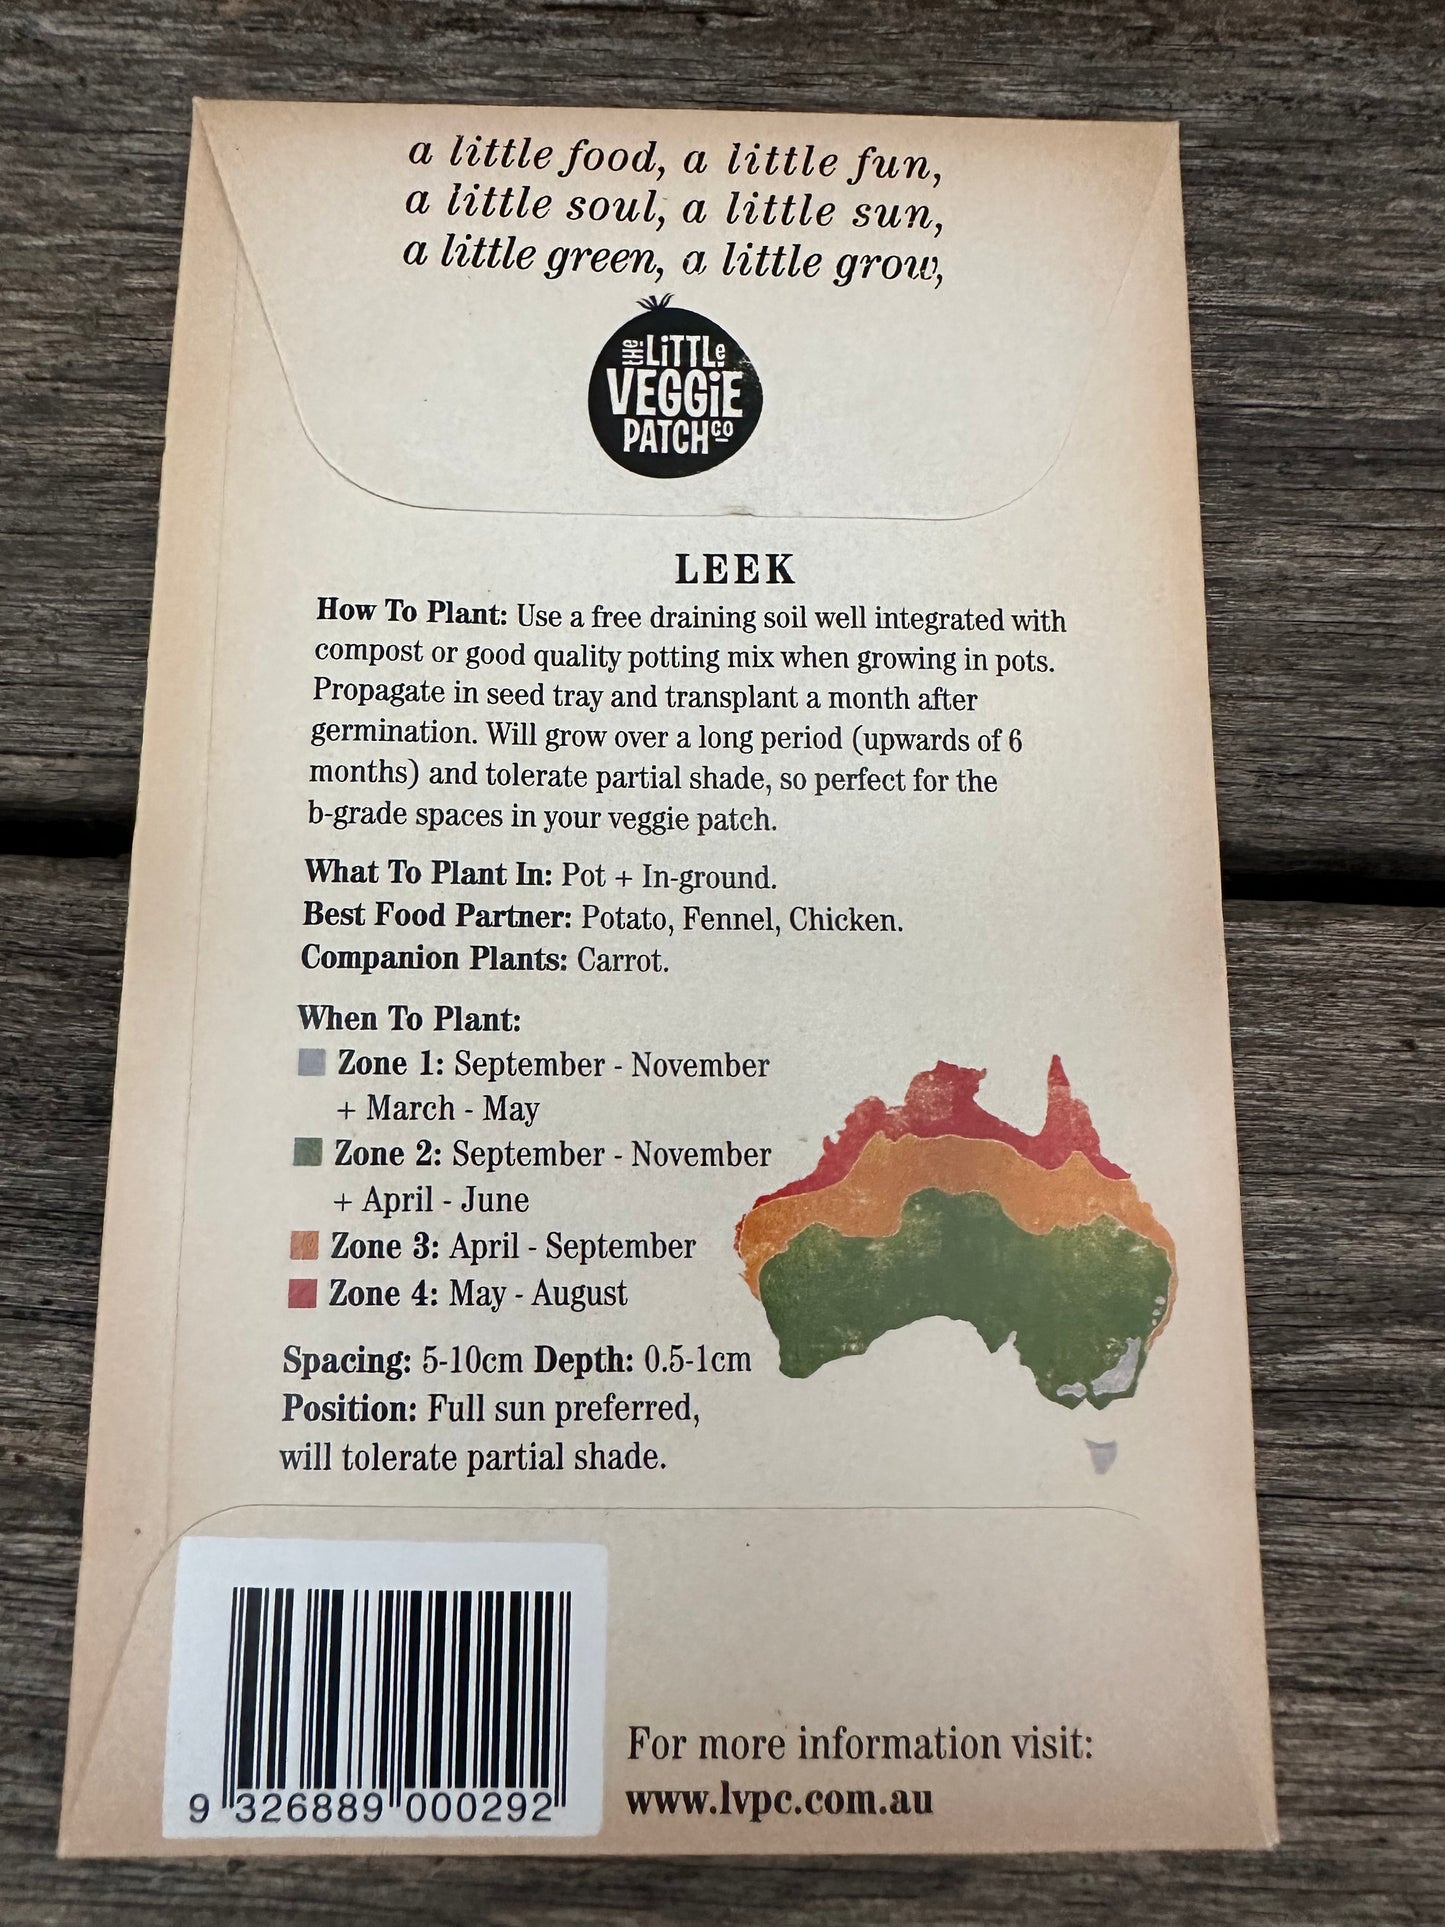 a little food, a little fun,
a little soul, a little sun,
a little green, a little grow,
THE LiTTLe
VEGGiE
PATCH CO
LEEK
How To Plant: Use a free draining soil well integrated with
compost or good quality potting mix when growing in pots.
Propagate in seed tray and transplant a month after
germination. Will grow over a long period (upwards of 6
months) and tolerate partial shade, so perfect for the
b-grade spaces in your veggie patch.
What To Plant In: Pot + In-ground.
Best Food Partner: Potato, Fennel, Chicken.
Companion Plants: Carrot.
When To Plant:
Zone 1: September - November
+ March - May
Zone 2: September - November
+ April - June
Zone 3: April - September
Zone 4: May - August
Spacing: 5-10cm Depth: 0.5-1cm
Position: Full sun preferred,
will tolerate partial shade.
9 326889 000292
For more information visit:
www.lvpc.com.au